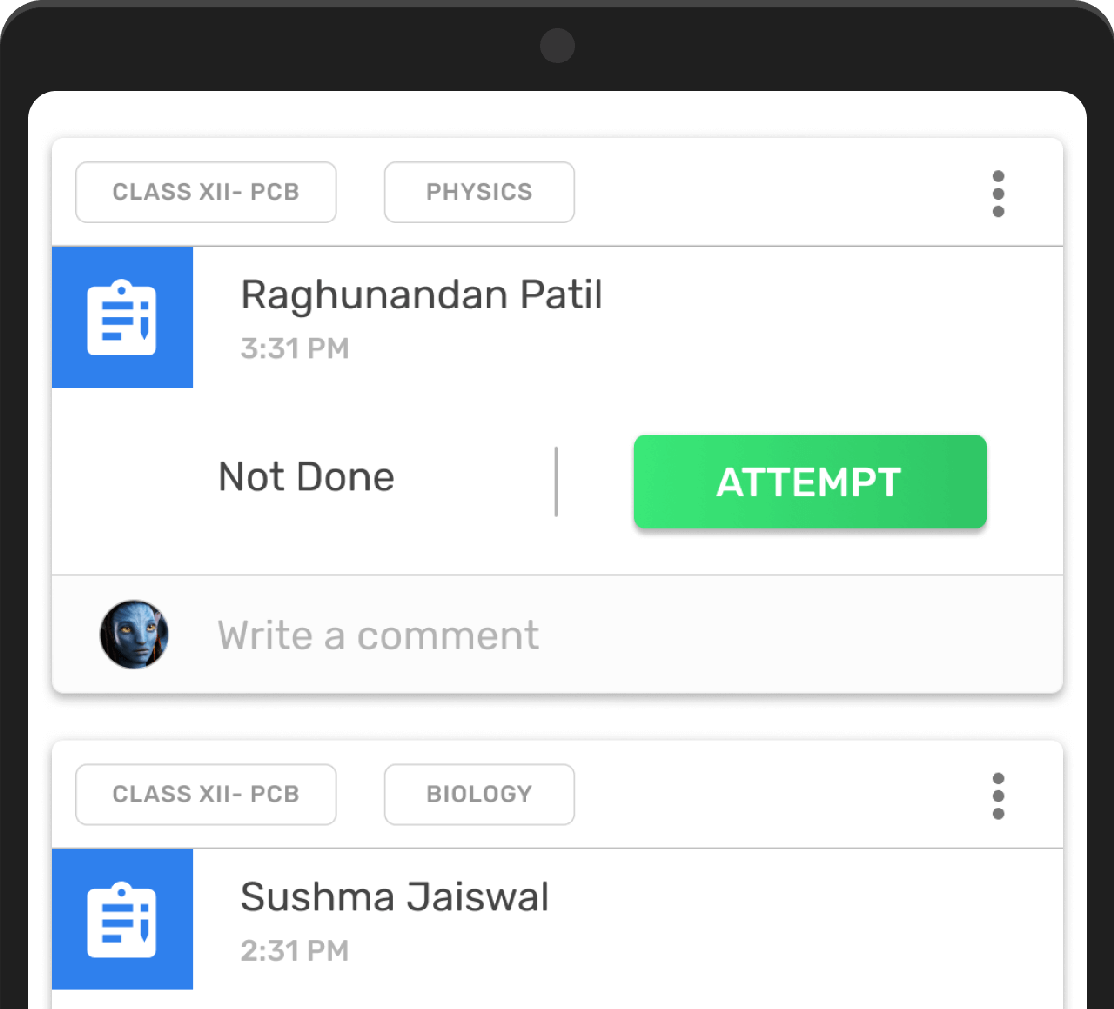 CLASS XII- PCB
PHYSICS
Raghunandan Patil
3:31 PM
Not Done
ATTEMPT
Write a comment
CLASS XII- PCB
BIOLOGY
Sushma Jaiswal
2:31 PM